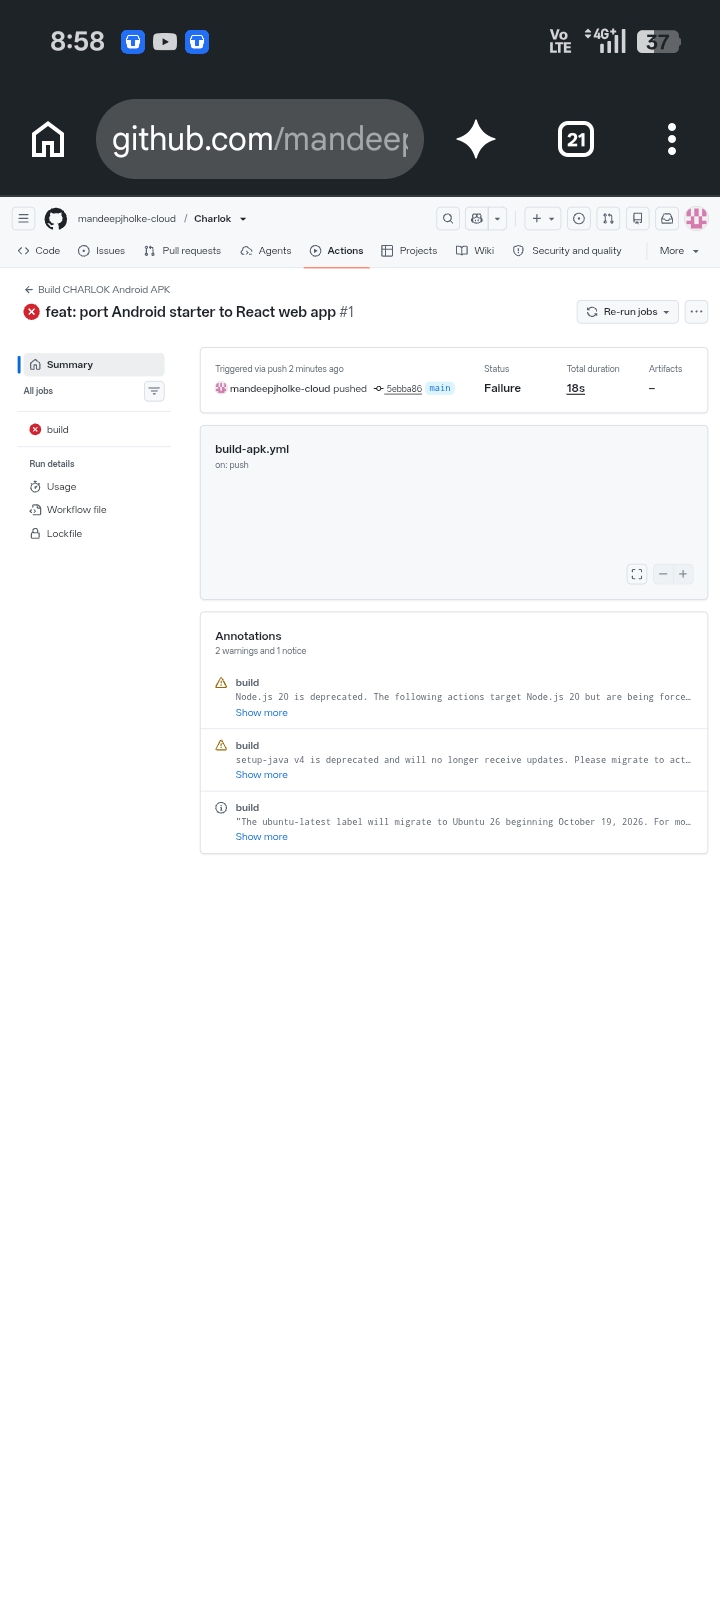 8:58
Vo LTE 4G+ 37
github.com/mandeep
21
mandeepjholke-cloud / Charlok
Code Issues Pull requests Agents Actions Projects Wiki Security and quality More
Build CHARLOK Android APK
feat: port Android starter to React web app #1
Re-run jobs
Summary
All jobs
build
Run details
Usage
Workflow file
Lockfile
Triggered via push 2 minutes ago
mandeepjholke-cloud pushed 5ebba86 main
Status
Failure
Total duration
18s
Artifacts
–
build-apk.yml
on: push
Annotations
2 warnings and 1 notice
build
Node.js 20 is deprecated. The following actions target Node.js 20 but are being force…
Show more
build
setup-java v4 is deprecated and will no longer receive updates. Please migrate to act…
Show more
build
"The ubuntu-latest label will migrate to Ubuntu 26 beginning October 19, 2026. For mo…
Show more